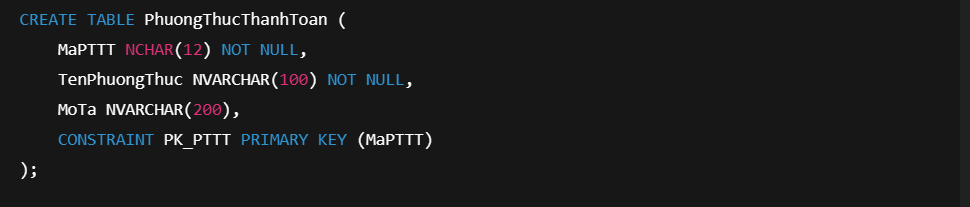 CREATE TABLE PhuongThucThanhToan (
    MaPTTT NCHAR(12) NOT NULL,
    TenPhuongThuc NVARCHAR(100) NOT NULL,
    MoTa NVARCHAR(200),
    CONSTRAINT PK_PTTT PRIMARY KEY (MaPTTT)
);